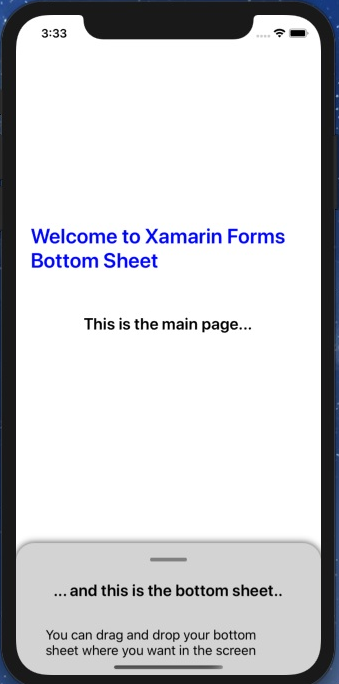 3:33
Welcome to Xamarin Forms
Bottom Sheet
This is the main page...
... and this is the bottom sheet..
You can drag and drop your bottom
sheet where you want in the screen